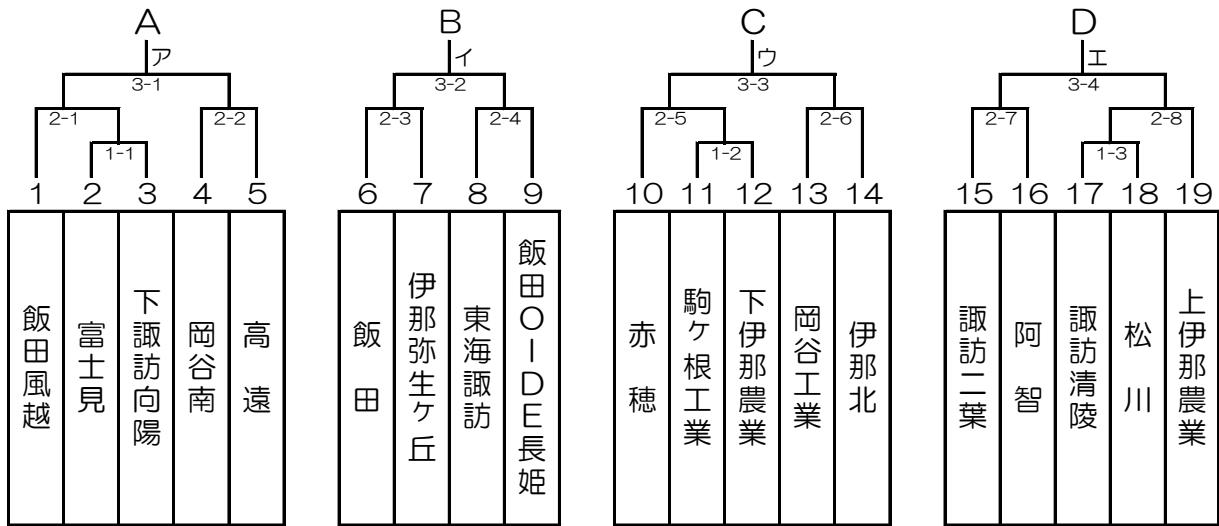 A
ア
3-1
2-1
2-2
1-1
1
2
3
4
5
飯田風越
富士見
下諏訪向陽
岡谷南
高遠
B
イ
3-2
2-3
2-4
6
7
8
9
飯田
伊那弥生ヶ丘
東海諏訪
飯田OIDE長姫
C
ウ
3-3
2-5
2-6
1-2
10
11
12
13
14
赤穂
駒ヶ根工業
下伊那農業
岡谷工業
伊那北
D
エ
3-4
2-7
2-8
1-3
15
16
17
18
19
諏訪二葉
阿智
諏訪清陵
松川
上伊那農業